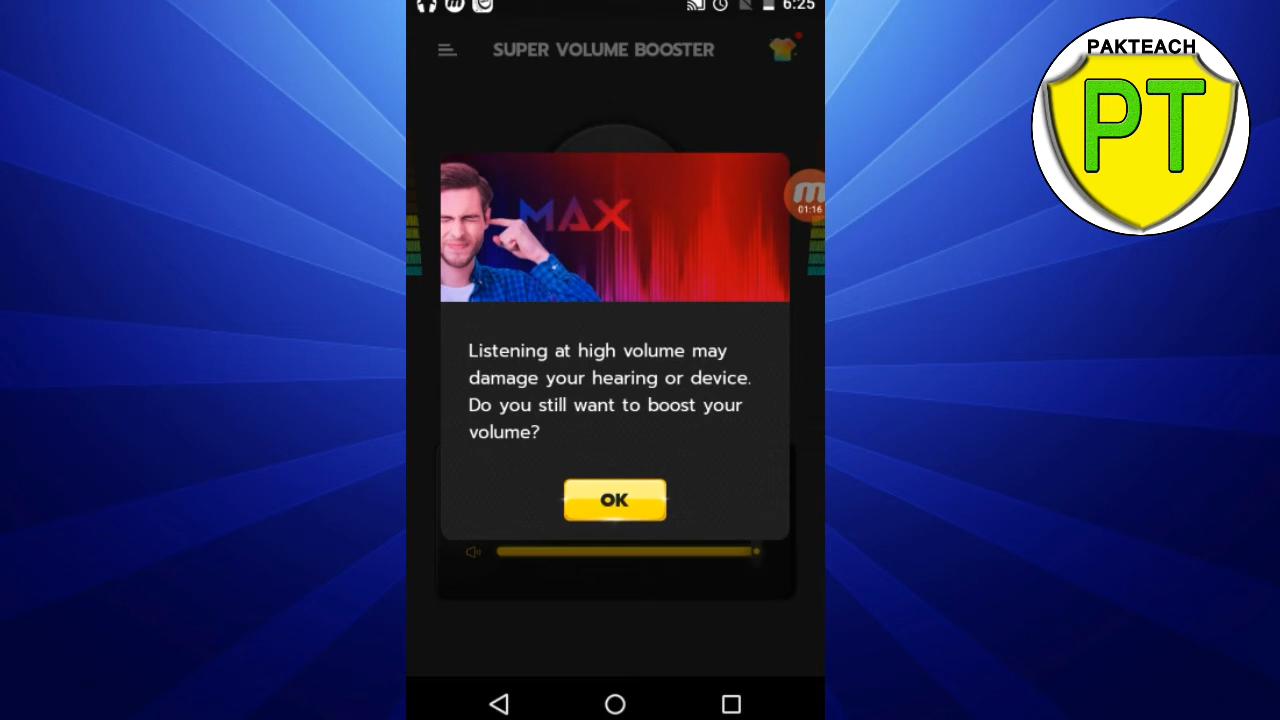 6:25
SUPER VOLUME BOOSTER
PAKTEACH
PT
MAX
01:16
Listening at high volume may
damage your hearing or device.
Do you still want to boost your
volume?
OK